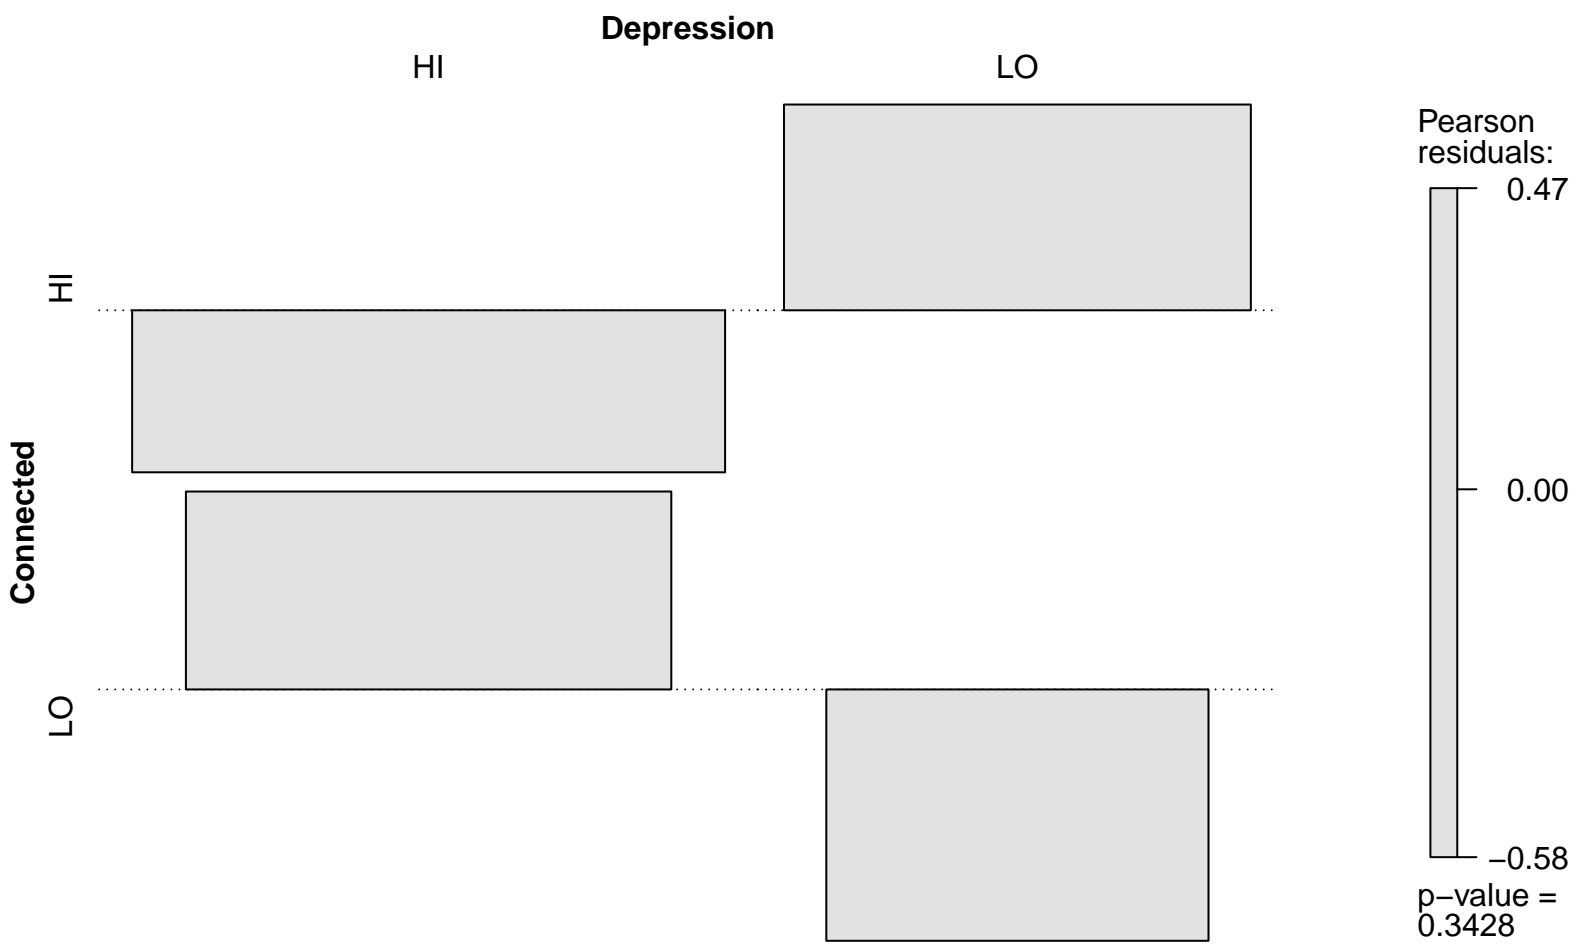 Depression
HI
LO
Connected
HI
LO
Pearson
residuals:
0.47
0.00
−0.58
p−value =
0.3428